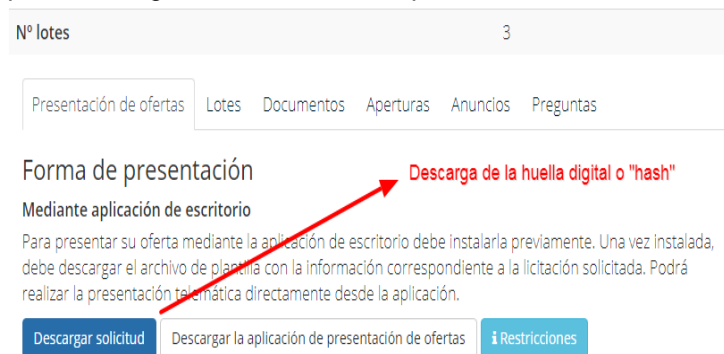 Nº lotes 3
Presentación de ofertas Lotes Documentos Aperturas Anuncios Preguntas
Forma de presentación
Descarga de la huella digital o "hash"
Mediante aplicación de escritorio
Para presentar su oferta mediante la aplicación de escritorio debe instalarla previamente. Una vez instalada,
debe descargar el archivo de plantilla con la información correspondiente a la licitación solicitada. Podrá
realizar la presentación telemática directamente desde la aplicación.
Descargar solicitud Descargar la aplicación de presentación de ofertas i Restricciones